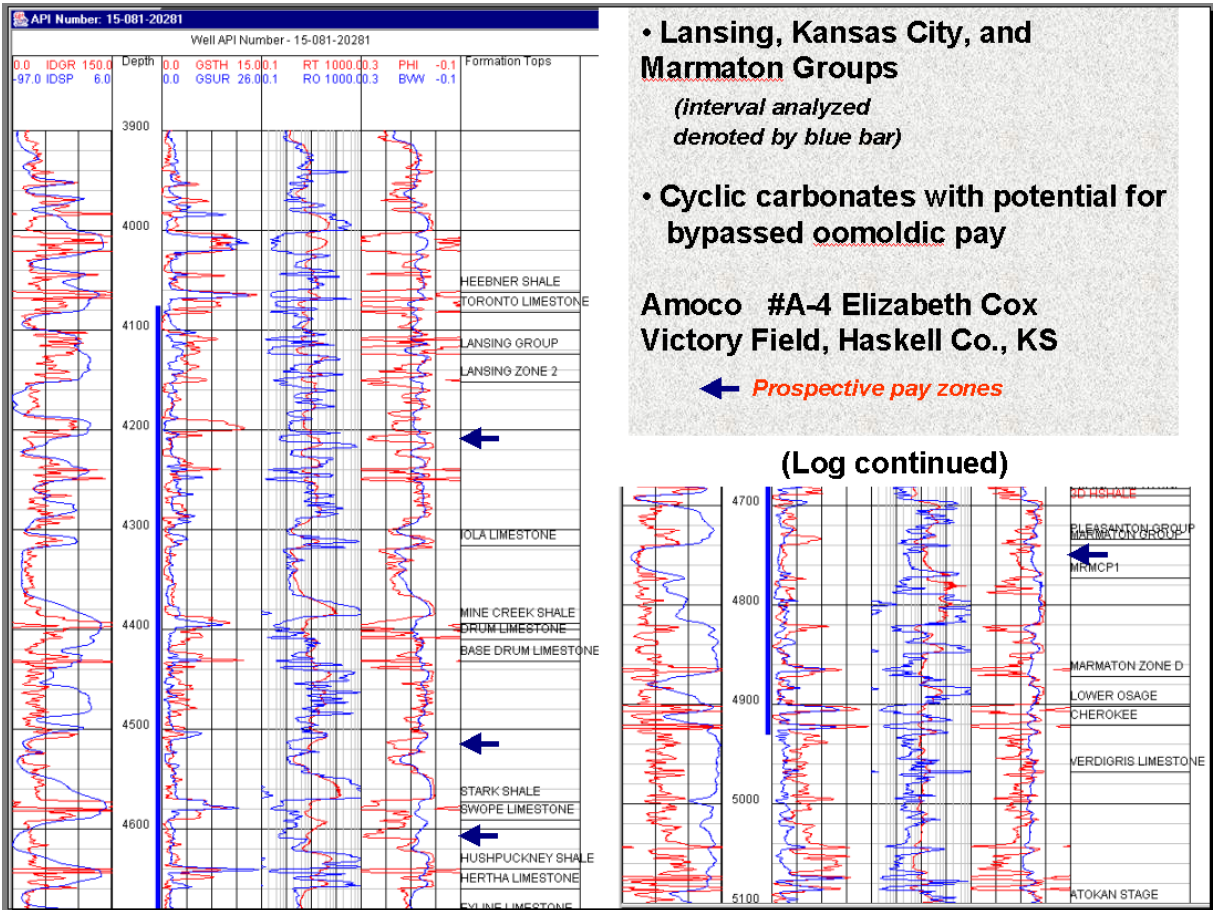 API Number: 15-081-20281
Well API Number - 15-081-20281
0.0 IDGR 150.0 Depth 0.0 GSTH 15.0 0.1 RT 1000.0 0.3 PHI -0.1 Formation Tops
-97.0 IDSP 6.0 0.0 GSUR 26.0 0.1 RO 1000.0 0.3 BVW -0.1
3900
4000
HEEBNER SHALE
TORONTO LIMESTONE
4100
LANSING GROUP
LANSING ZONE 2
4200
4300
IOLA LIMESTONE
MINE CREEK SHALE
4400
DRUM LIMESTONE
BASE DRUM LIMESTONE
4500
STARK SHALE
SWOPE LIMESTONE
4600
HUSHPUCKNEY SHALE
HERTHA LIMESTONE
• Lansing, Kansas City, and
Marmaton Groups
(interval analyzed
denoted by blue bar)
• Cyclic carbonates with potential for
bypassed oomoldic pay
Amoco #A-4 Elizabeth Cox
Victory Field, Haskell Co., KS
Prospective pay zones
(Log continued)
4700
PLEASANTON GROUP
MARMATON GROUP
MRMCP1
4800
MARMATON ZONE D
4900
LOWER OSAGE
CHEROKEE
VERDIGRIS LIMESTONE
5000
5100
ATOKAN STAGE